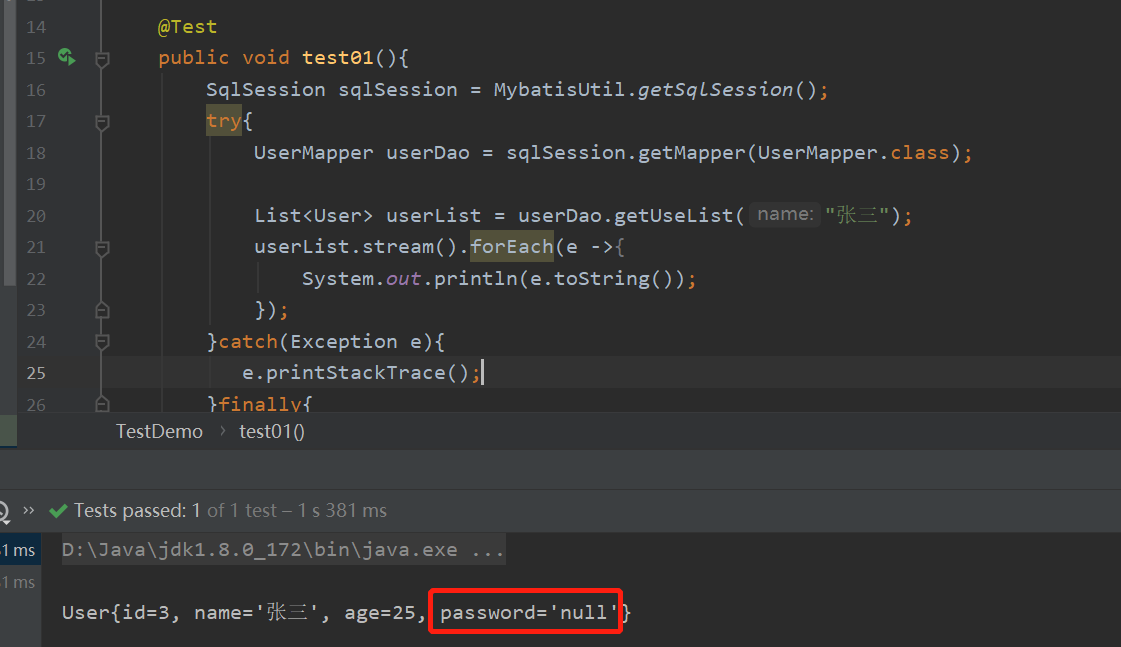 14 @Test
15 public void test01(){
16 SqlSession sqlSession = MybatisUtil.getSqlSession();
17 try{
18 UserMapper userDao = sqlSession.getMapper(UserMapper.class);
19
20 List<User> userList = userDao.getUseList( name: "张三");
21 userList.stream().forEach(e ->{
22 System.out.println(e.toString());
23 });
24 }catch(Exception e){
25 e.printStackTrace();
26 }finally{
TestDemo › test01()
» Tests passed: 1 of 1 test – 1 s 381 ms
1 ms D:\Java\jdk1.8.0_172\bin\java.exe ...
1 ms
User{id=3, name='张三', age=25, password='null'}